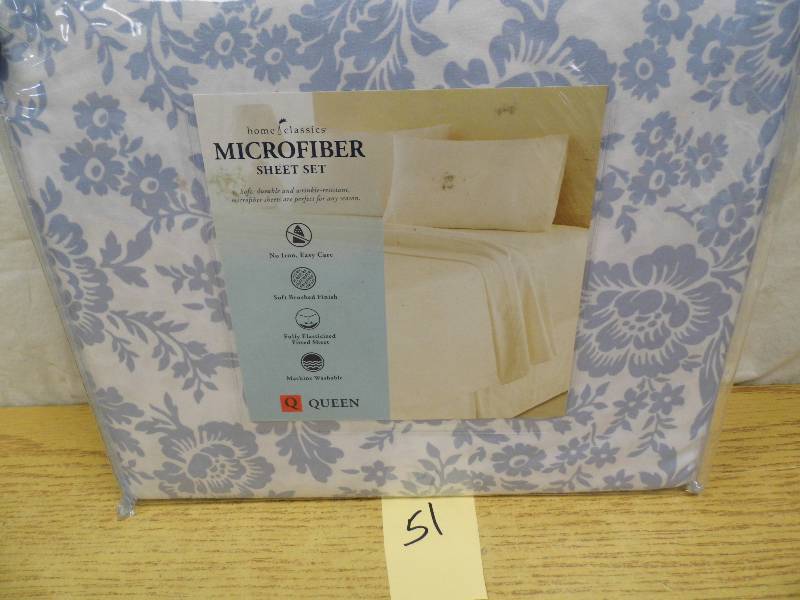 home classics
MICROFIBER
SHEET SET
Soft, durable and wrinkle-resistant,
microfiber sheets are perfect for any season.
No Iron, Easy Care
Soft Brushed Finish
Fully Elasticized
Fitted Sheet
Machine Washable
Q QUEEN
51